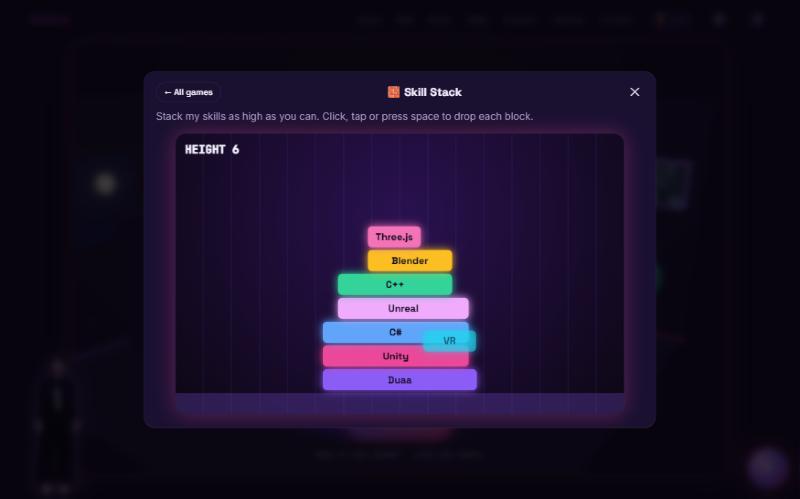 ← All games
Skill Stack
Stack my skills as high as you can. Click, tap or press space to drop each block.
HEIGHT 6
Three.js
Blender
C++
Unreal
C#
VR
Unity
Duaa